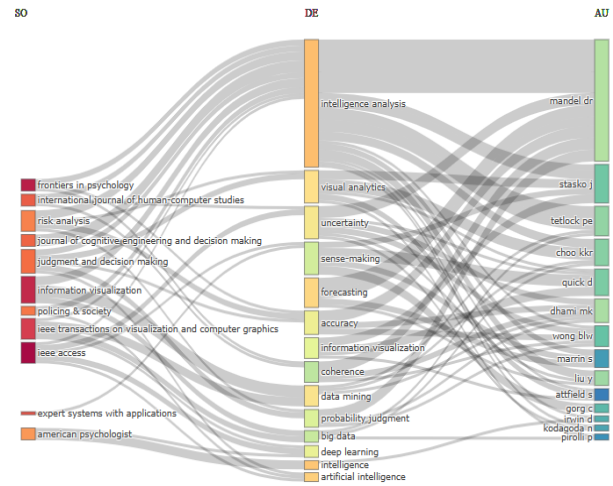 SO
DE
AU
frontiers in psychology
international journal of human-computer studies
risk analysis
journal of cognitive engineering and decision making
judgment and decision making
information visualization
policing & society
ieee transactions on visualization and computer graphics
ieee access
expert systems with applications
american psychologist
intelligence analysis
visual analytics
uncertainty
sense-making
forecasting
accuracy
information visualization
coherence
data mining
probability judgment
big data
deep learning
intelligence
artificial intelligence
mandel dr
stasko j
tetlock pe
choo kkr
quick d
dhami mk
wong blw
marrin s
liu y
attfield s
gorg c
irvin d
kodagoda n
pirolli p